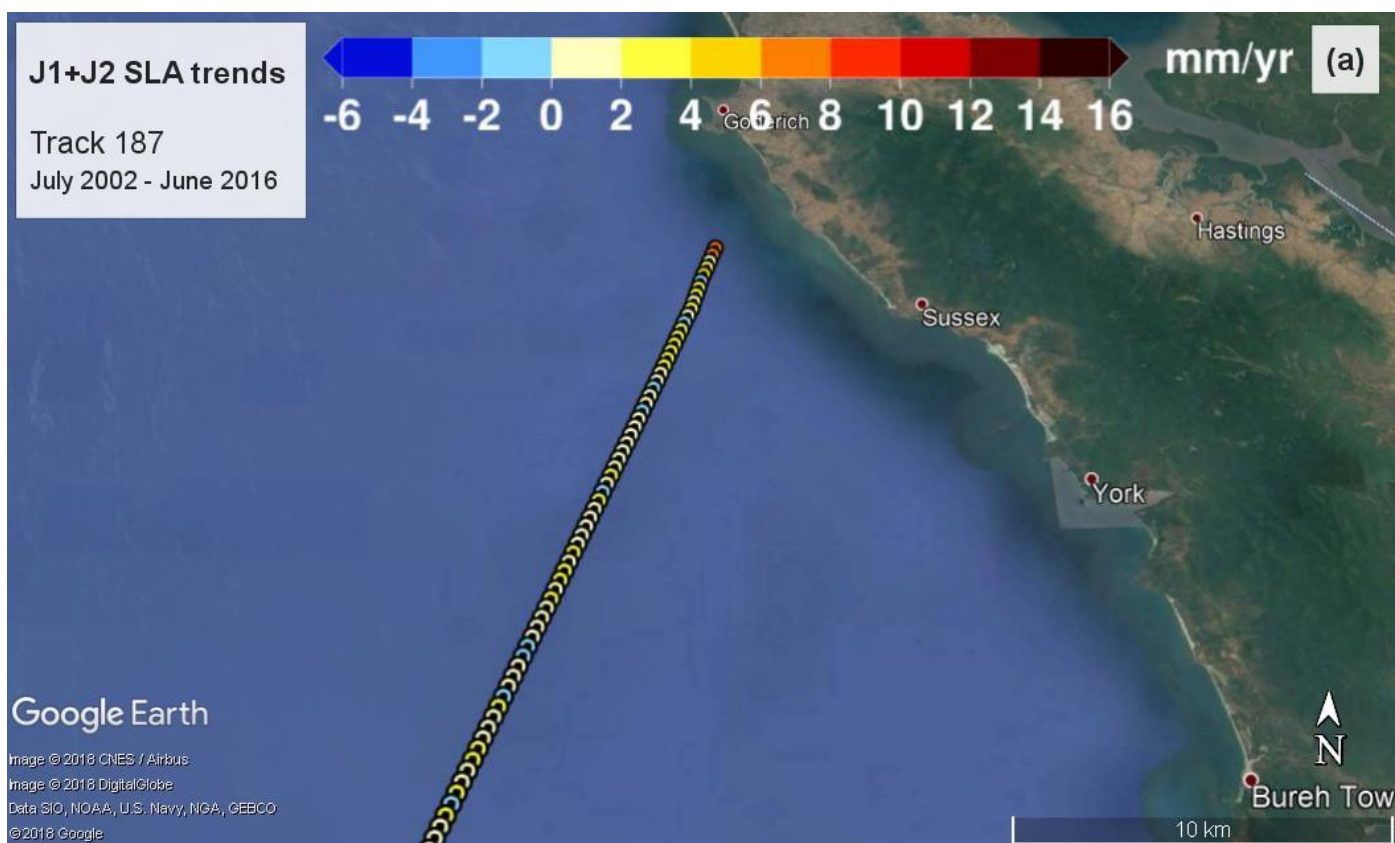 J1+J2 SLA trends
Track 187
July 2002 - June 2016
mm/yr
(a)
-6 -4 -2 0 2 4 6 8 10 12 14 16
Goderich
Hastings
Sussex
York
Google Earth
Image © 2018 CNES / Airbus
Image © 2018 DigitalGlobe
Data SIO, NOAA, U.S. Navy, NGA, GEBCO
© 2018 Google
N
Bureh Tow
10 km